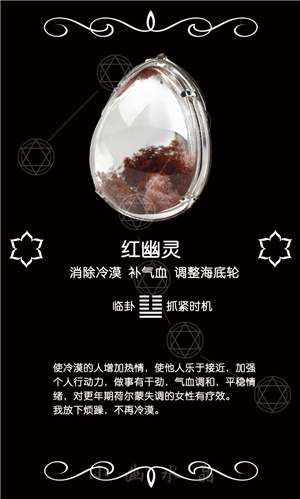 红幽灵
消除冷漠 补气血 调整海底轮
临卦 抓紧时机
使冷漠的人增加热情，使他人乐于接近、加强
个人行动力，做事有干劲，气血调和，平稳情
绪，对更年期荷尔蒙失调的女性有疗效。
我放下烦躁，不再冷漠。